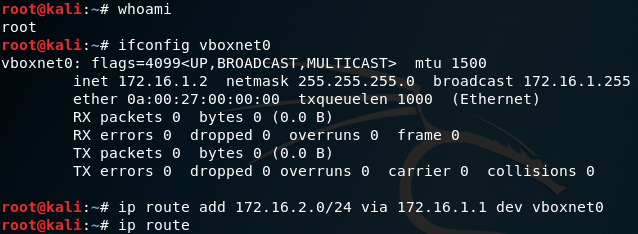 root@kali:~# whoami
root
root@kali:~# ifconfig vboxnet0
vboxnet0: flags=4099<UP,BROADCAST,MULTICAST>  mtu 1500
        inet 172.16.1.2  netmask 255.255.255.0  broadcast 172.16.1.255
        ether 0a:00:27:00:00:00  txqueuelen 1000  (Ethernet)
        RX packets 0  bytes 0 (0.0 B)
        RX errors 0  dropped 0  overruns 0  frame 0
        TX packets 0  bytes 0 (0.0 B)
        TX errors 0  dropped 0 overruns 0  carrier 0  collisions 0

root@kali:~# ip route add 172.16.2.0/24 via 172.16.1.1 dev vboxnet0
root@kali:~# ip route